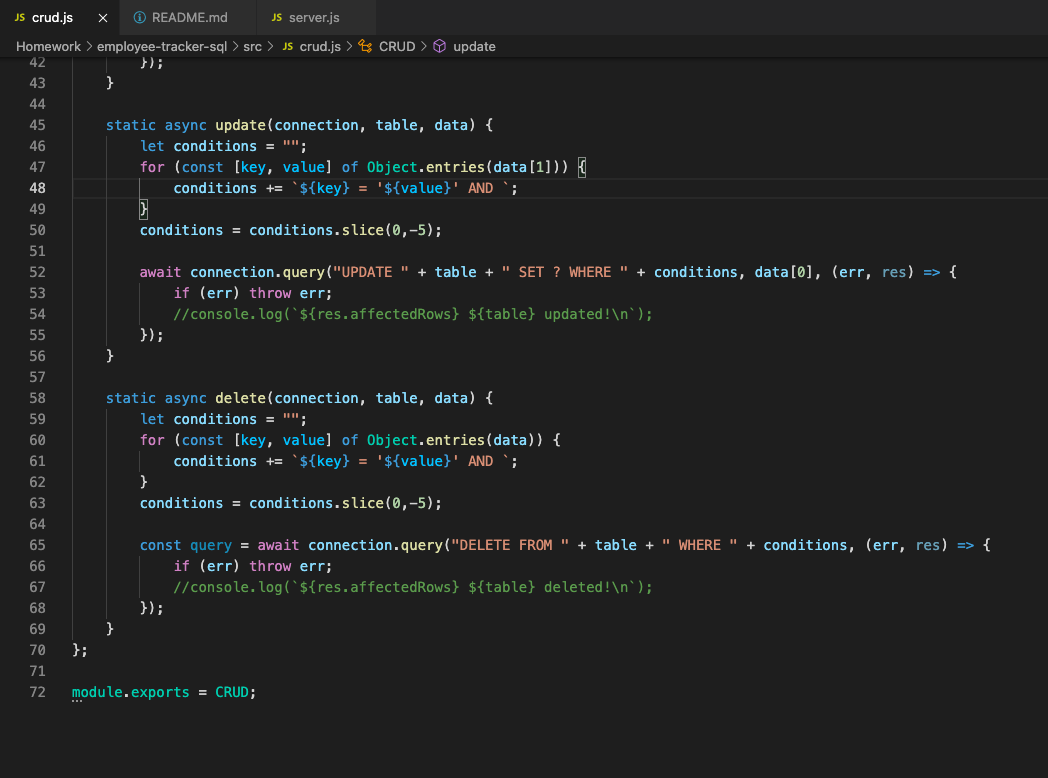 JS crud.js × README.md JS server.js
Homework > employee-tracker-sql > src > JS crud.js > CRUD > update
42         });
43     }
44
45     static async update(connection, table, data) {
46         let conditions = "";
47         for (const [key, value] of Object.entries(data[1])) {
48             conditions += `${key} = '${value}' AND `;
49         }
50         conditions = conditions.slice(0,-5);
51
52         await connection.query("UPDATE " + table + " SET ? WHERE " + conditions, data[0], (err, res) => {
53             if (err) throw err;
54             //console.log(`${res.affectedRows} ${table} updated!\n`);
55         });
56     }
57
58     static async delete(connection, table, data) {
59         let conditions = "";
60         for (const [key, value] of Object.entries(data)) {
61             conditions += `${key} = '${value}' AND `;
62         }
63         conditions = conditions.slice(0,-5);
64
65         const query = await connection.query("DELETE FROM " + table + " WHERE " + conditions, (err, res) => {
66             if (err) throw err;
67             //console.log(`${res.affectedRows} ${table} deleted!\n`);
68         });
69     }
70 };
71
72 module.exports = CRUD;